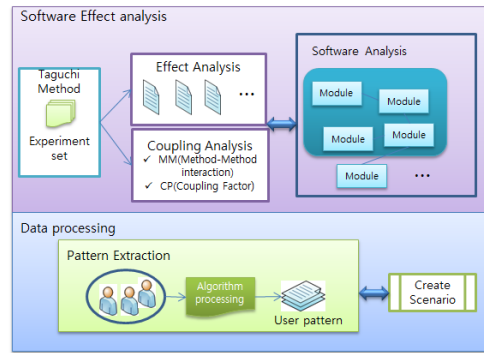 Software Effect analysis
Taguchi
Method
Experiment
set
Effect Analysis
...
Coupling Analysis
✓ MM(Method-Method
interaction)
✓ CP(Coupling Factor)
Software Analysis
Module
Module
Module
Module
Module
...
Data processing
Pattern Extraction
Algorithm
processing
User pattern
Create
Scenario